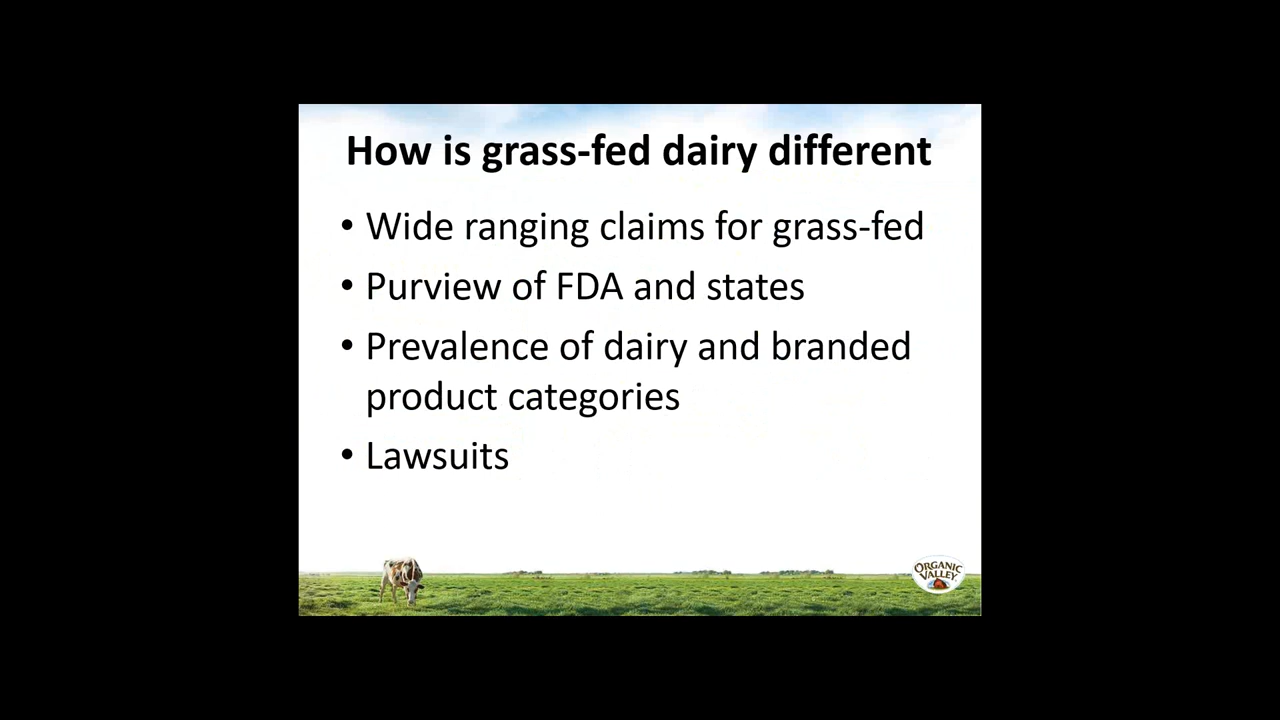 How is grass-fed dairy different
• Wide ranging claims for grass-fed
• Purview of FDA and states
• Prevalence of dairy and branded
product categories
• Lawsuits
ORGANIC
VALLEY